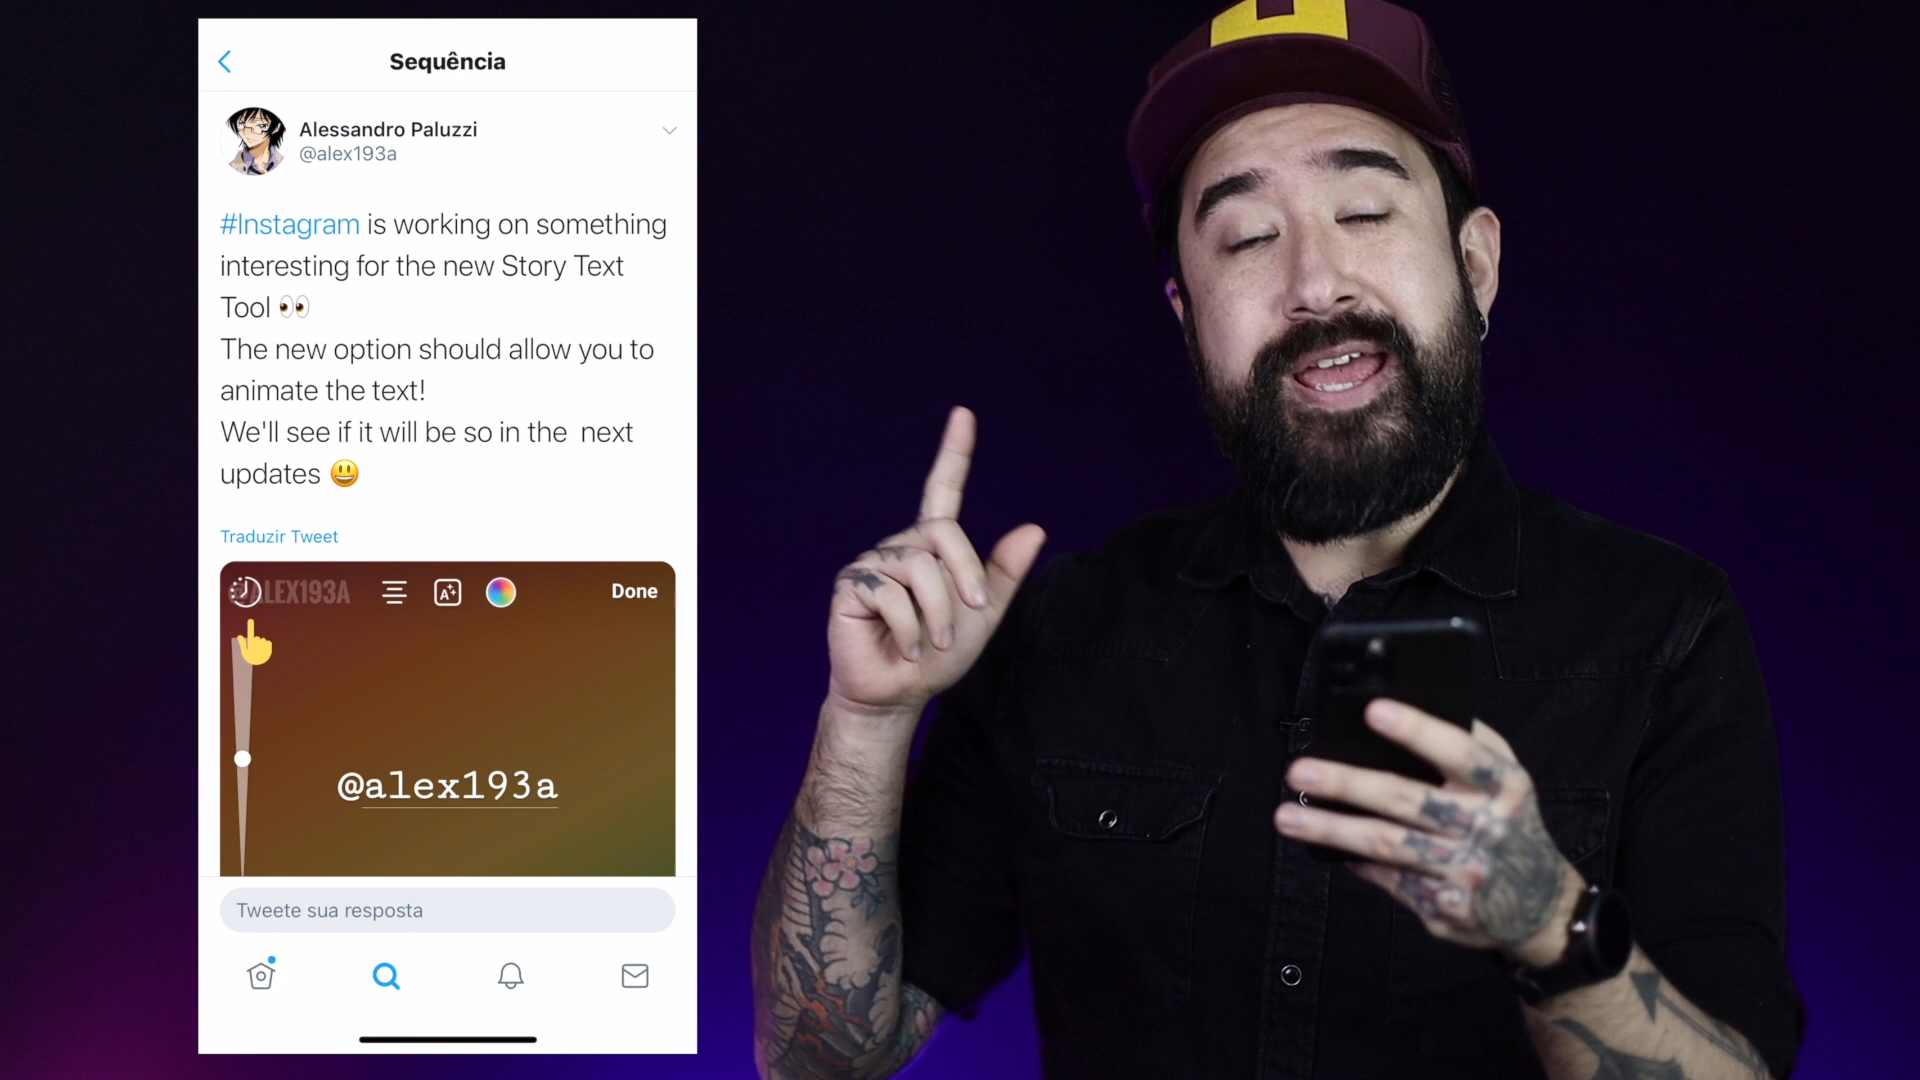 Sequência
Alessandro Paluzzi
@alex193a
#Instagram is working on something
interesting for the new Story Text
Tool 👀
The new option should allow you to
animate the text!
We'll see if it will be so in the next
updates 😃
Traduzir Tweet
@ALEX193A
Done
@alex193a
Tweete sua resposta